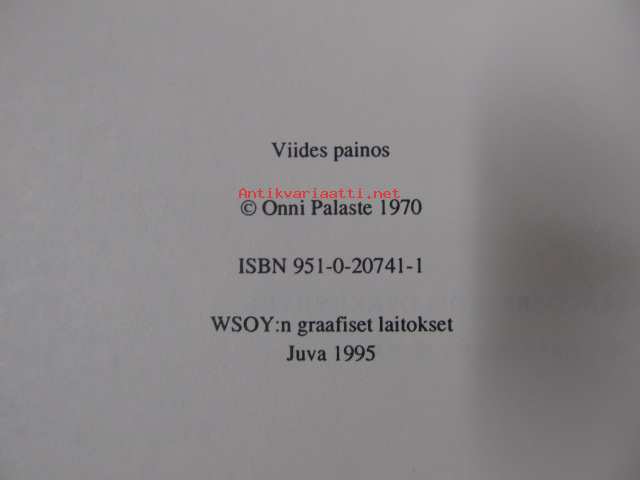 Viides painos
Antikvariaatti.net
© Onni Palaste 1970
ISBN 951-0-20741-1
WSOY:n graafiset laitokset
Juva 1995